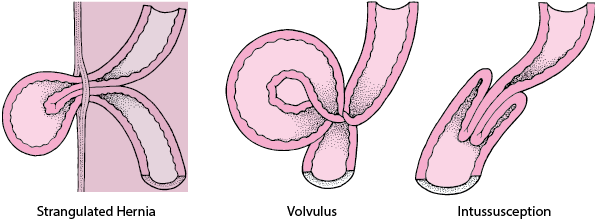 Strangulated Hernia
Volvulus
Intussusception